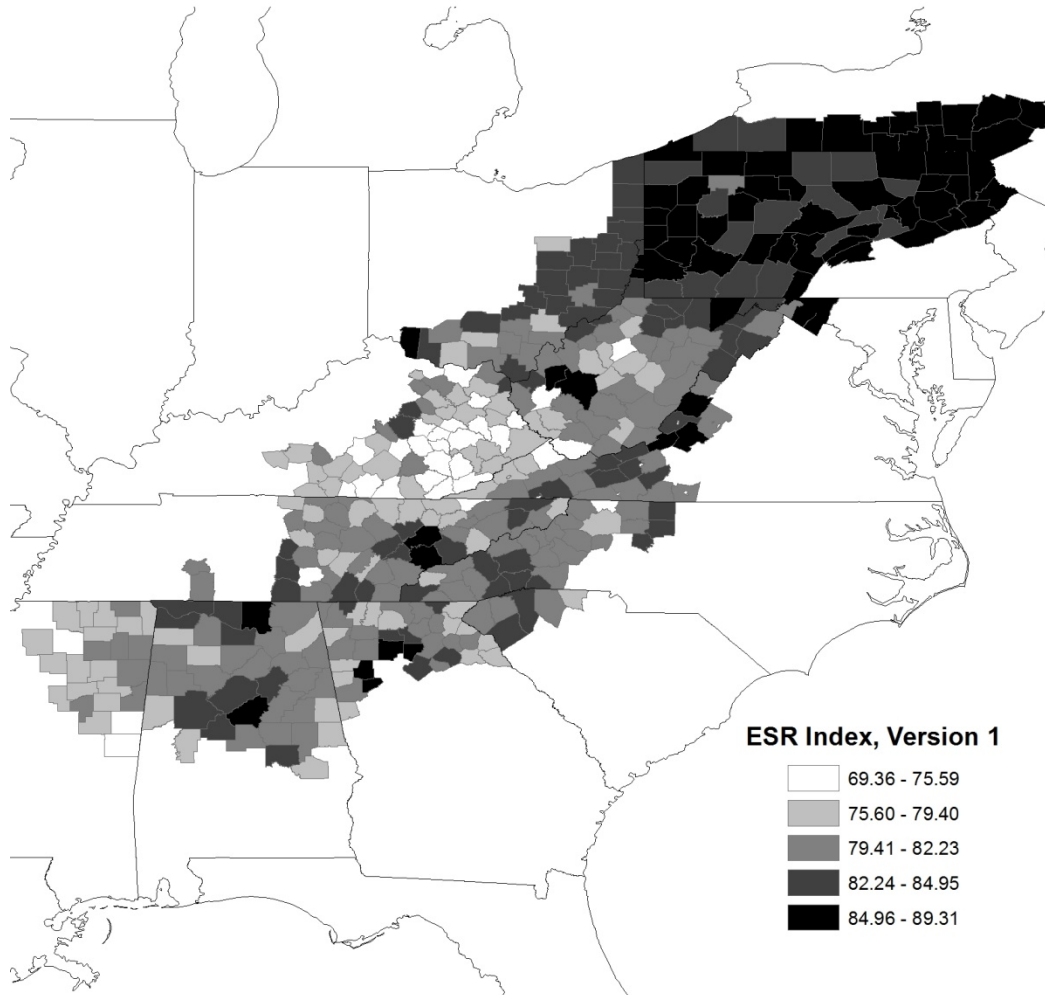 ESR Index, Version 1
69.36 - 75.59
75.60 - 79.40
79.41 - 82.23
82.24 - 84.95
84.96 - 89.31